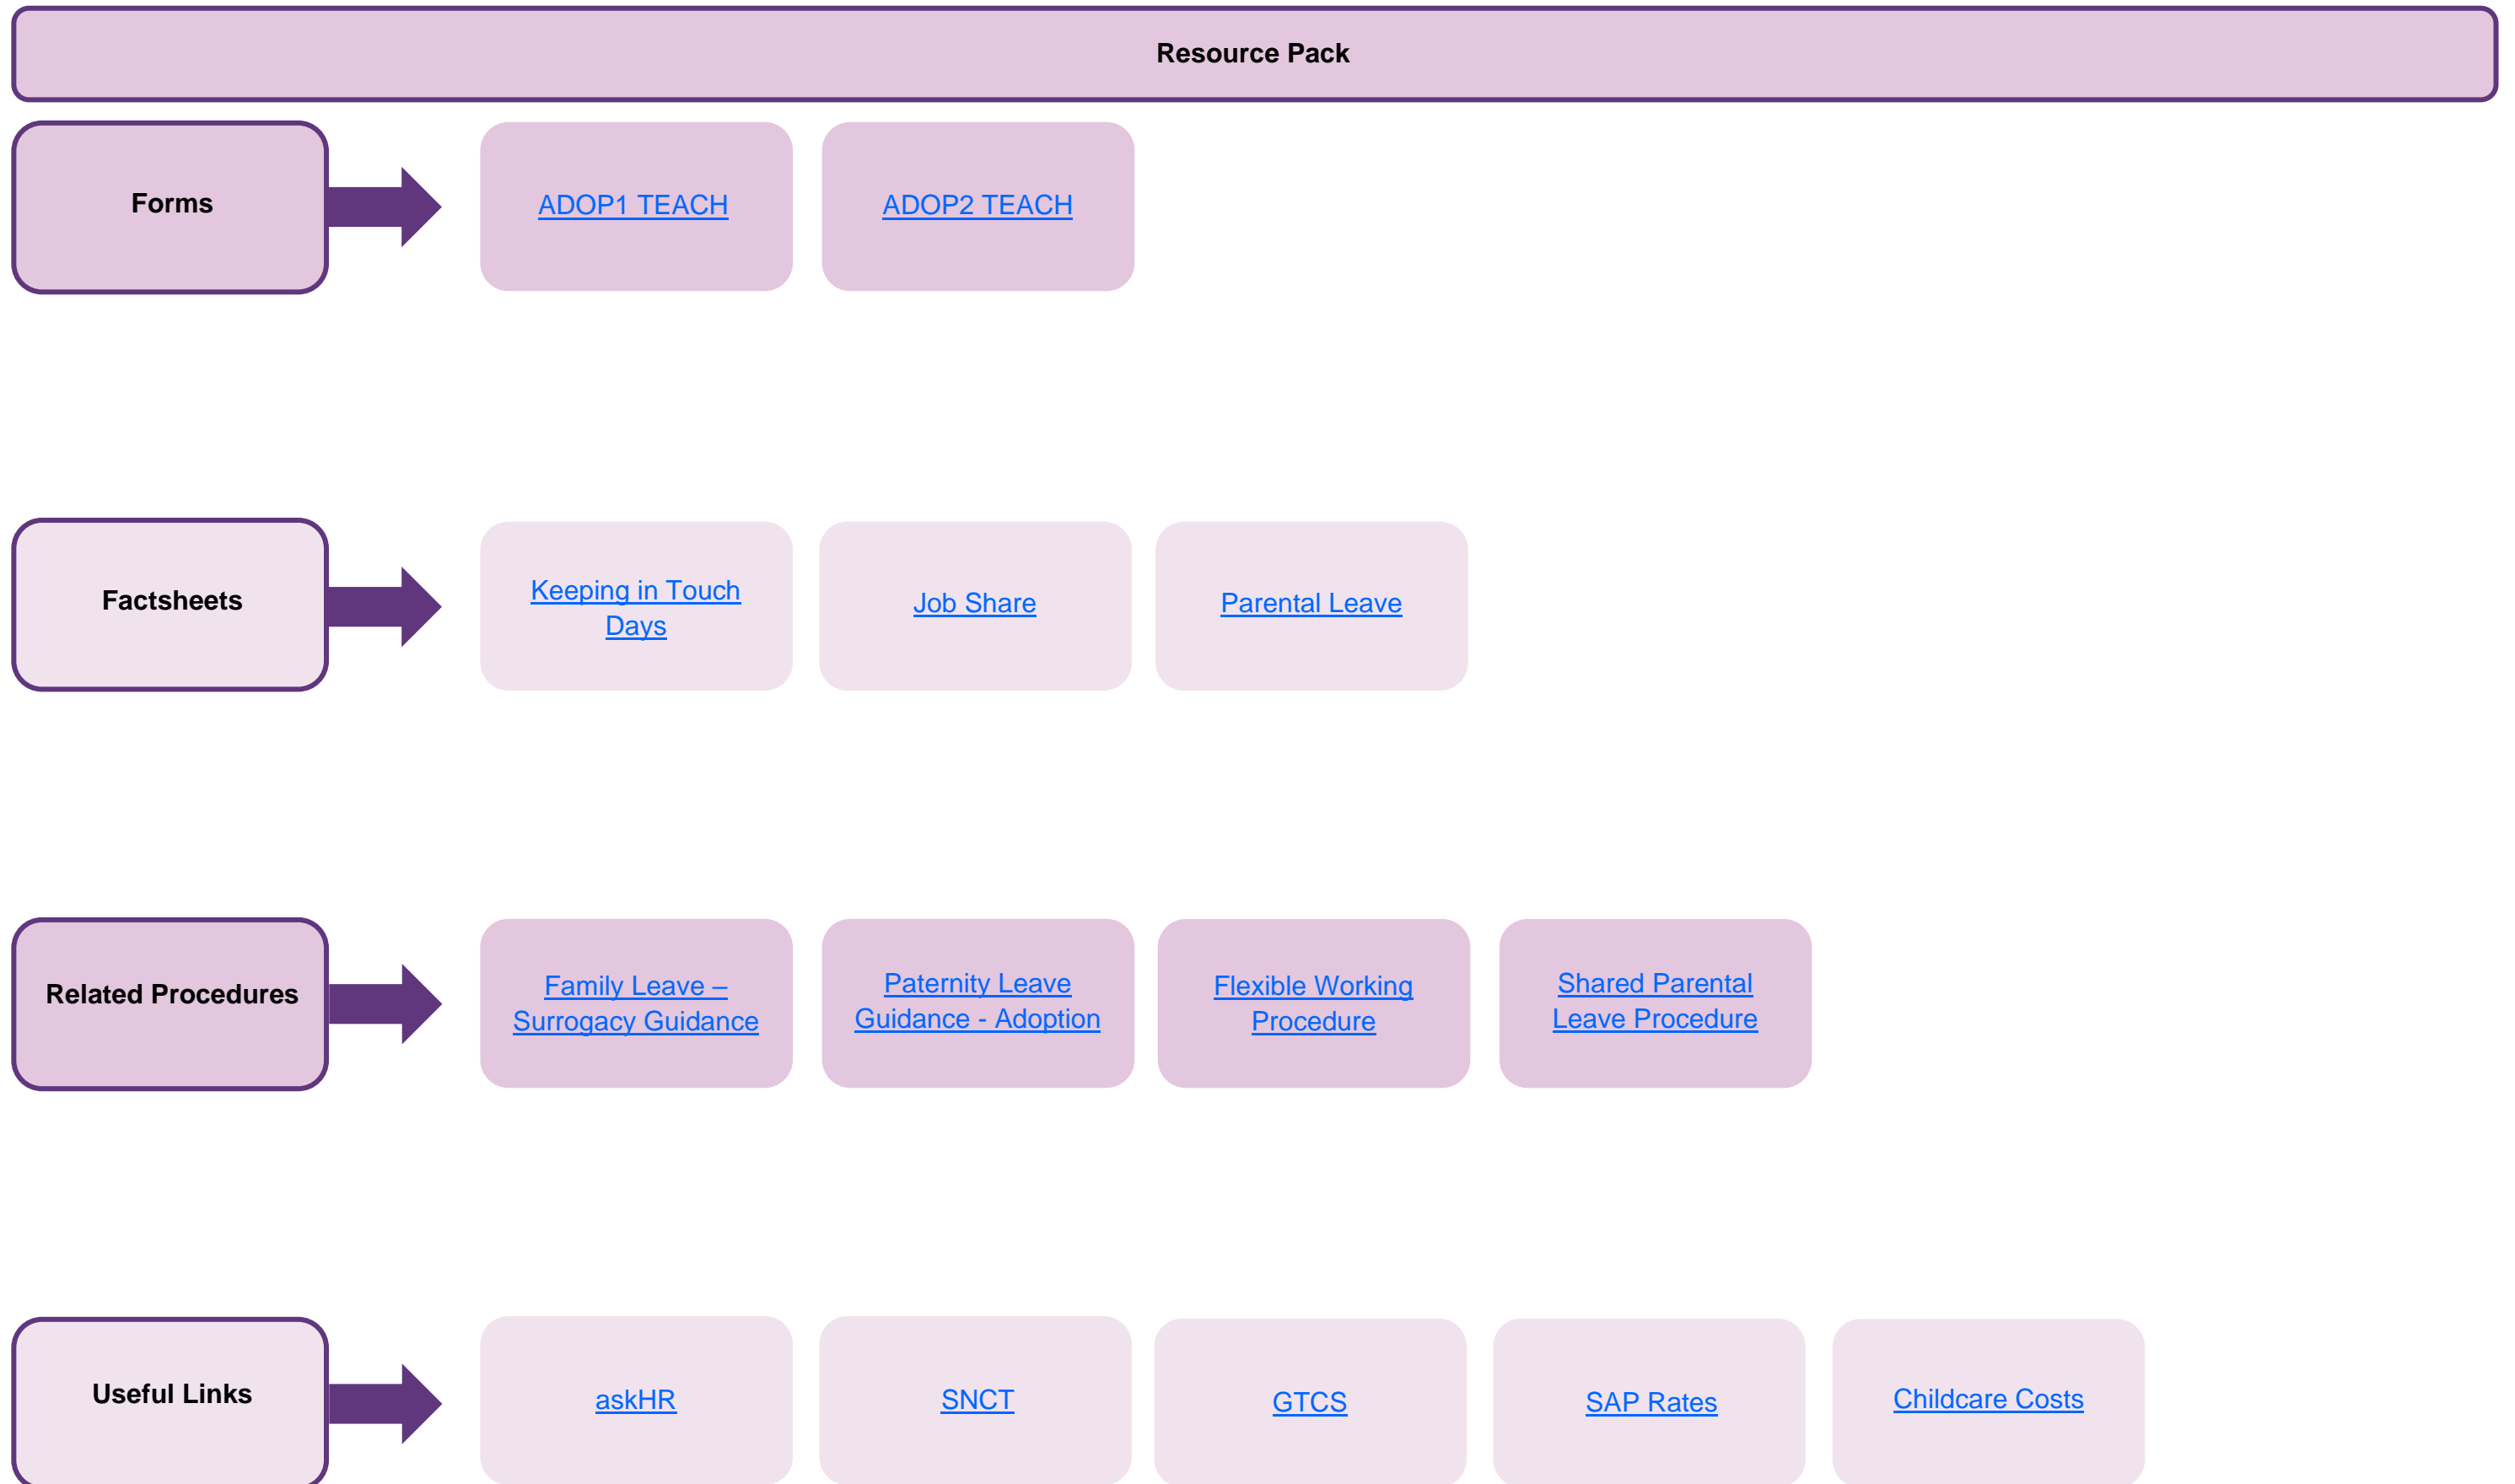 Resource Pack
Forms
ADOP1 TEACH
ADOP2 TEACH
Factsheets
Keeping in Touch
Days
Job Share
Parental Leave
Related Procedures
Family Leave –
Surrogacy Guidance
Paternity Leave
Guidance - Adoption
Flexible Working
Procedure
Shared Parental
Leave Procedure
Useful Links
askHR
SNCT
GTCS
SAP Rates
Childcare Costs